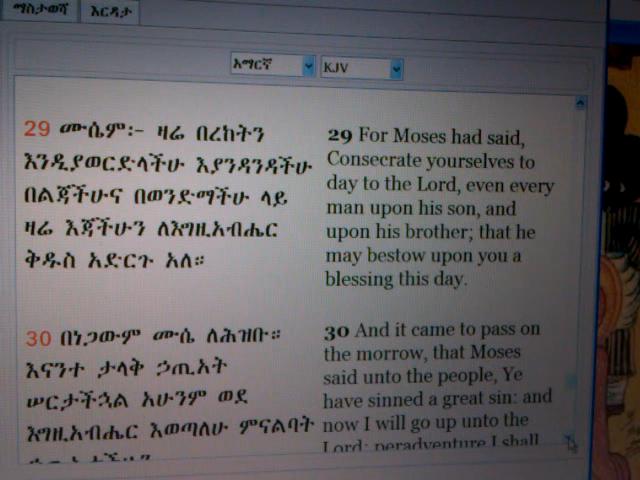 ማስታወሻ
እርዳታ
አማርኛ
KJV
29 ሙሴም፡- ዛሬ በረከትን
እንዲያወርድላችሁ እያንዳንዳችሁ
በልጃችሁና በወንድማችሁ ላይ
ዛሬ እጃችሁን ለእግዚአብሔር
ቅዱስ አድርጉ አለ።
30 በነጋውም ሙሴ ለሕዝቡ።
እናንተ ታላቅ ኃጢአት
ሠርታችኋል አሁንም ወደ
እግዚአብሔር እወጣለሁ ምናልባት
29 For Moses had said,
Consecrate yourselves to
day to the Lord, even every
man upon his son, and
upon his brother; that he
may bestow upon you a
blessing this day.
30 And it came to pass on
the morrow, that Moses
said unto the people, Ye
have sinned a great sin: and
now I will go up unto the
Lord; peradventure I shall